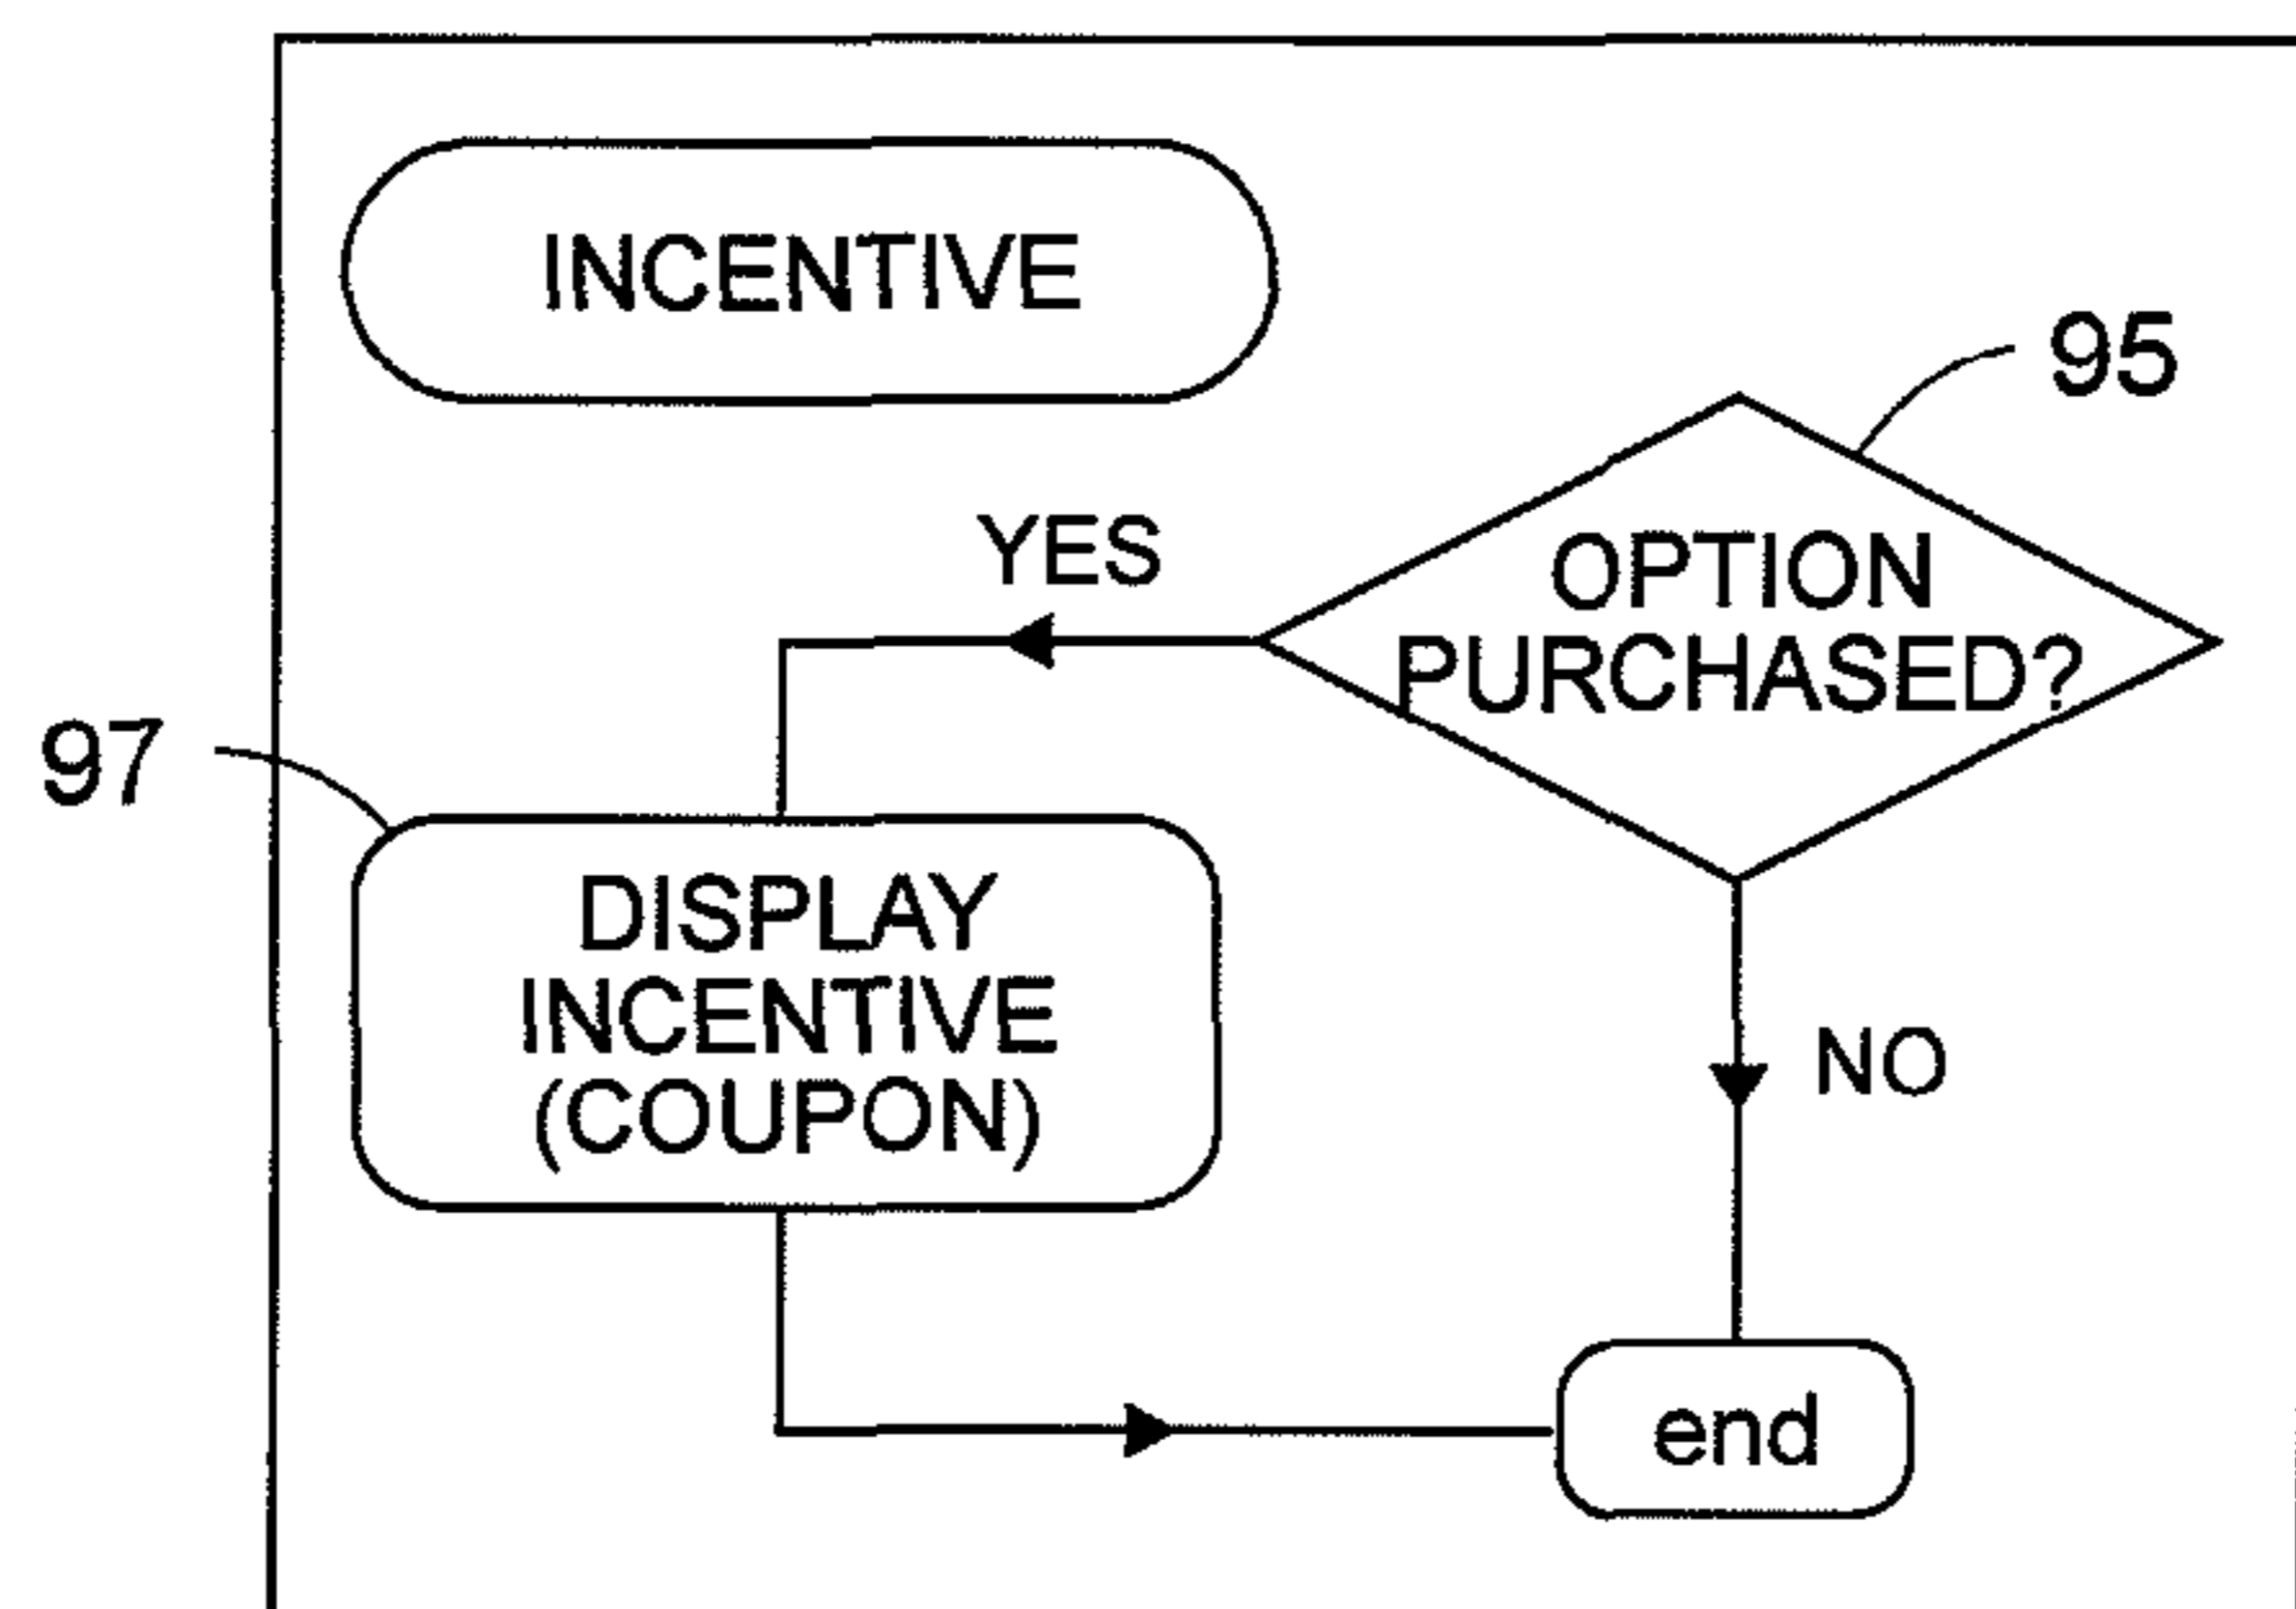 INCENTIVE
95
OPTION
PURCHASED?
YES
97
DISPLAY
INCENTIVE
(COUPON)
NO
end